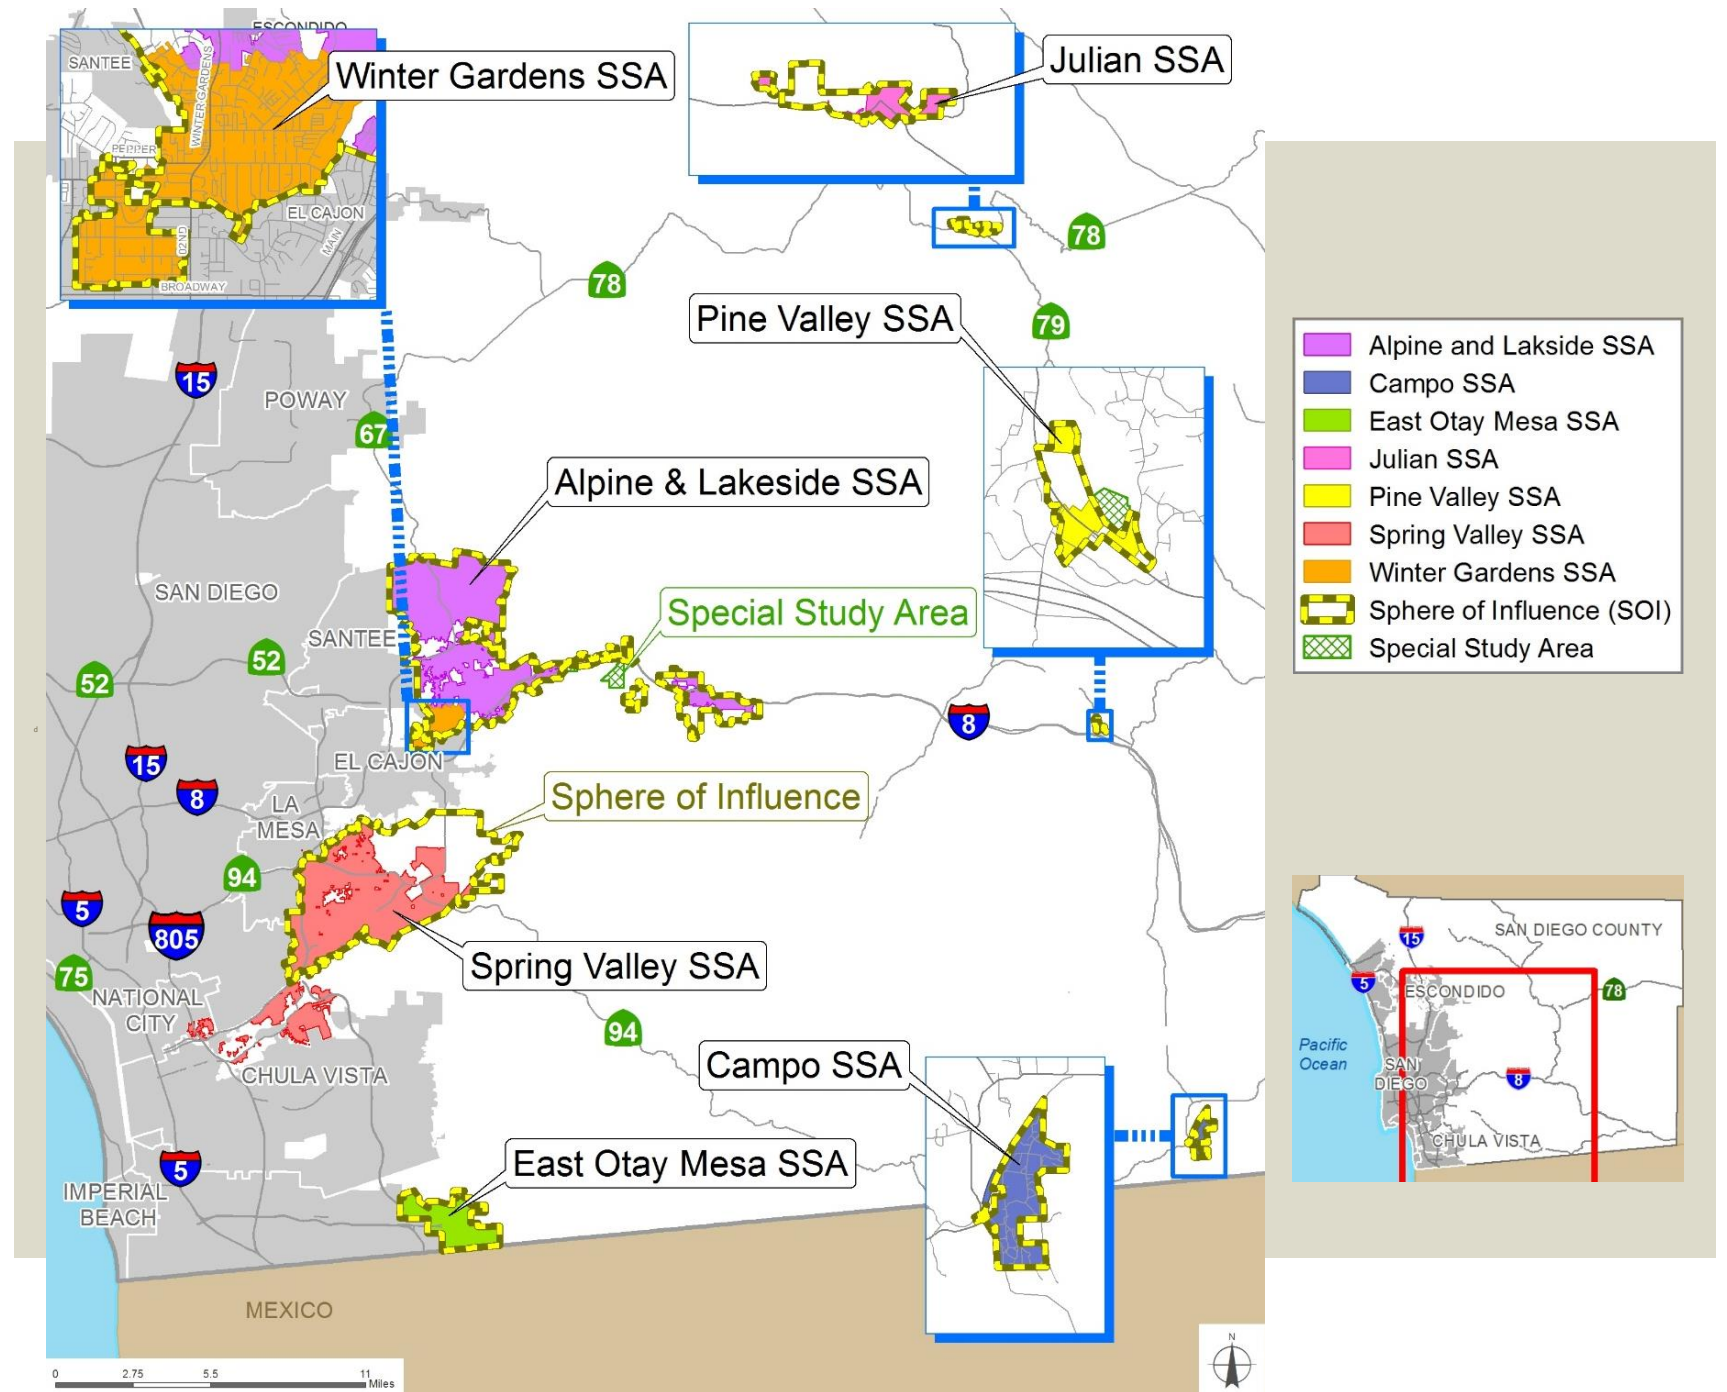 ESCONDIDO
SANTEE
WINTER GARDENS
PEPPER
EL CAJON
MAIN
02ND
BROADWAY
Winter Gardens SSA
Julian SSA
78
78
Pine Valley SSA
79
15
POWAY
67
Alpine & Lakeside SSA
SAN DIEGO
Special Study Area
SANTEE
52
52
8
15
EL CAJON
8
Sphere of Influence
LA
MESA
94
5
805
Spring Valley SSA
75
NATIONAL
CITY
94
Campo SSA
CHULA VISTA
East Otay Mesa SSA
5
IMPERIAL
BEACH
MEXICO
0 2.75 5.5 11
Miles
N
d
Alpine and Lakside SSA
Campo SSA
East Otay Mesa SSA
Julian SSA
Pine Valley SSA
Spring Valley SSA
Winter Gardens SSA
Sphere of Influence (SOI)
Special Study Area
SAN DIEGO COUNTY
15
5
ESCONDIDO
78
Pacific
Ocean
SAN
DIEGO
8
CHULA VISTA